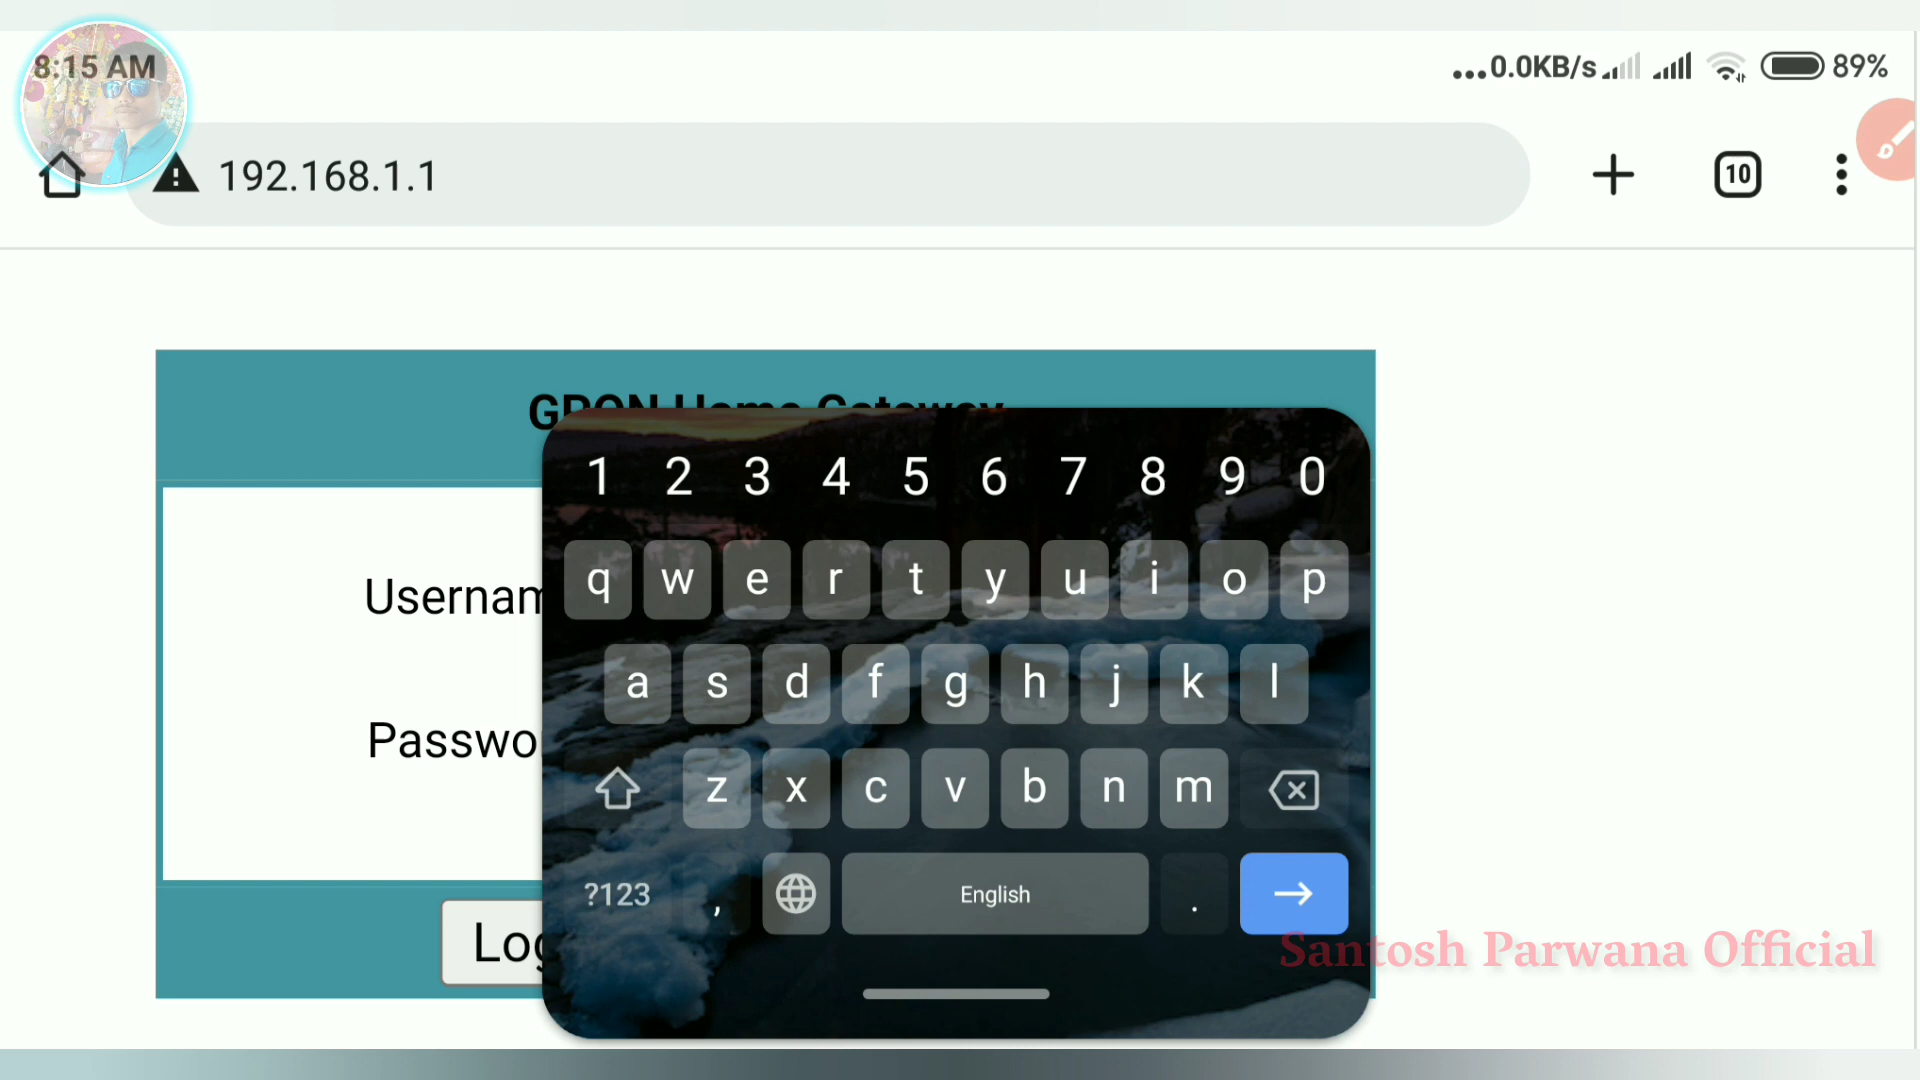 8:15 AM
...0.0KB/s 89%
192.168.1.1
10
GPON Home Gateway
1 2 3 4 5 6 7 8 9 0
q w e r t y u i o p
Usernam
a s d f g h j k l
Passwo
z x c v b n m
?123 , English .
Log
Santosh Parwana Official